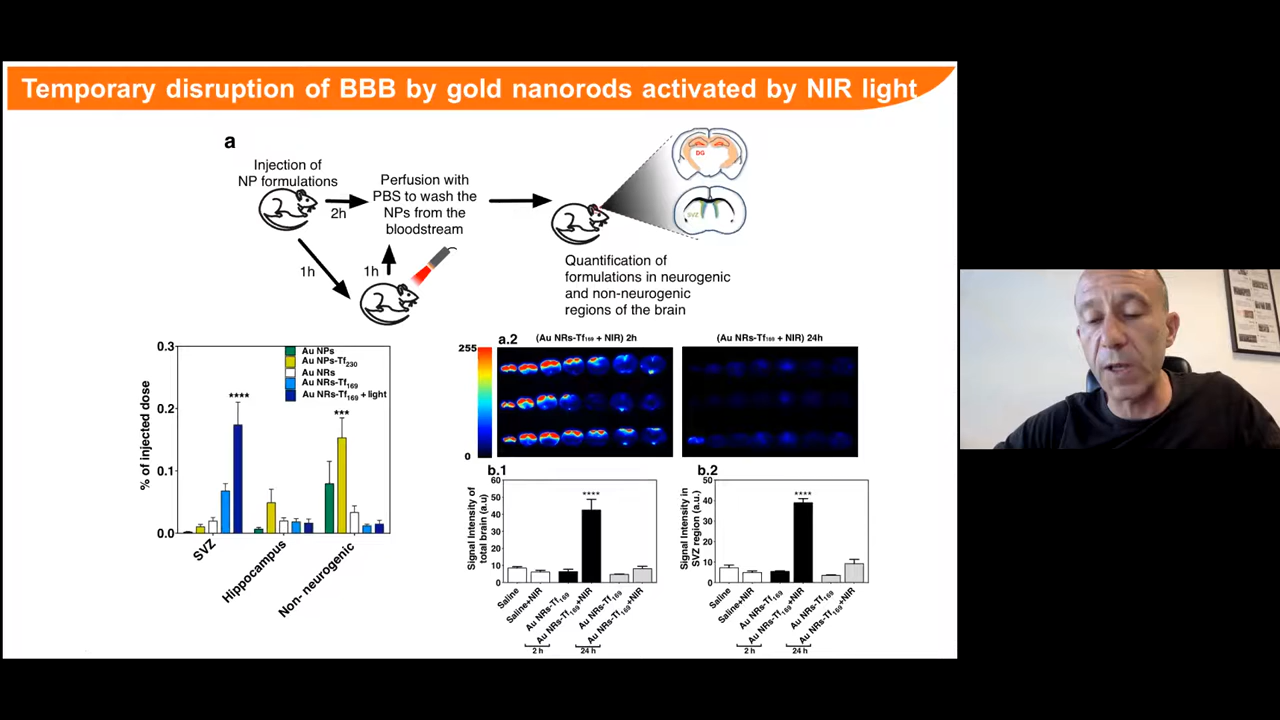 Temporary disruption of BBB by gold nanorods activated by NIR light
a
Injection of
NP formulations
2h
Perfusion with
PBS to wash the
NPs from the
bloodstream
1h
1h
DG
SVZ
Quantification of
formulations in neurogenic
and non-neurogenic
regions of the brain
% of injected dose
0.3
0.2
0.1
0.0
Au NPs
Au NPs-Tf230
Au NRs
Au NRs-Tf169
Au NRs-Tf169 + light
****
***
SVZ
Hippocampus
Non- neurogenic
a.2
(Au NRs-Tf169 + NIR) 2h
(Au NRs-Tf169 + NIR) 24h
255
0
b.1
Signal Intensity of
total brain (a.u)
60
50
40
30
20
10
0
****
Saline
Saline+NIR
Au NRs-Tf169
Au NRs-Tf169+NIR
Au NRs-Tf169
Au NRs-Tf169+NIR
2 h
24 h
b.2
Signal Intensity in
SVZ region (a.u.)
50
40
30
20
10
0
****
Saline
Saline+NIR
Au NRs-Tf169
Au NRs-Tf169+NIR
Au NRs-Tf169
Au NRs-Tf169+NIR
2 h
24 h